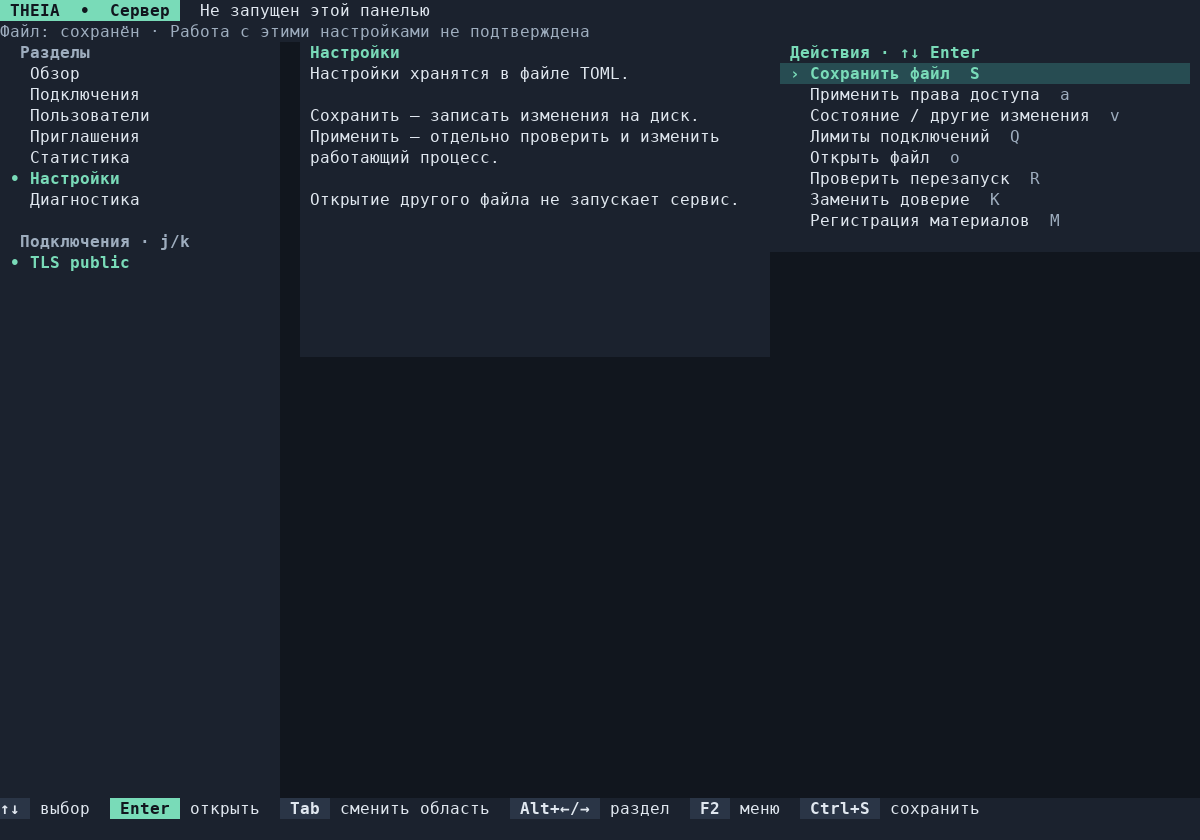 THEIA • Сервер Не запущен этой панелью
Файл: сохранён · Работа с этими настройками не подтверждена
Разделы
Обзор
Подключения
Пользователи
Приглашения
Статистика
• Настройки
Диагностика
Подключения · j/k
• TLS public
Настройки
Настройки хранятся в файле TOML.
Сохранить — записать изменения на диск.
Применить — отдельно проверить и изменить
работающий процесс.
Открытие другого файла не запускает сервис.
Действия · ↑↓ Enter
› Сохранить файл S
Применить права доступа a
Состояние / другие изменения v
Лимиты подключений Q
Открыть файл o
Проверить перезапуск R
Заменить доверие K
Регистрация материалов M
↑↓ выбор Enter открыть Tab сменить область Alt+←/→ раздел F2 меню Ctrl+S сохранить